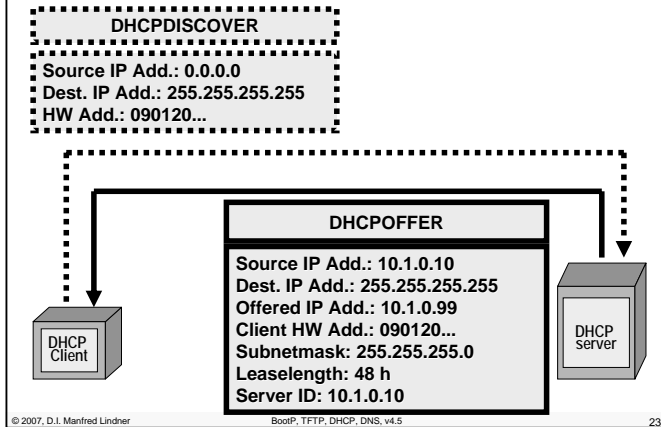 DHCPDISCOVER
Source IP Add.: 0.0.0.0
Dest. IP Add.: 255.255.255.255
HW Add.: 090120...
DHCPOFFER
Source IP Add.: 10.1.0.10
Dest. IP Add.: 255.255.255.255
Offered IP Add.: 10.1.0.99
Client HW Add.: 090120...
Subnetmask: 255.255.255.0
Leaselength: 48 h
Server ID: 10.1.0.10
DHCP
Client
DHCP
server
© 2007, D.I. Manfred Lindner
BootP, TFTP, DHCP, DNS, v4.5
23